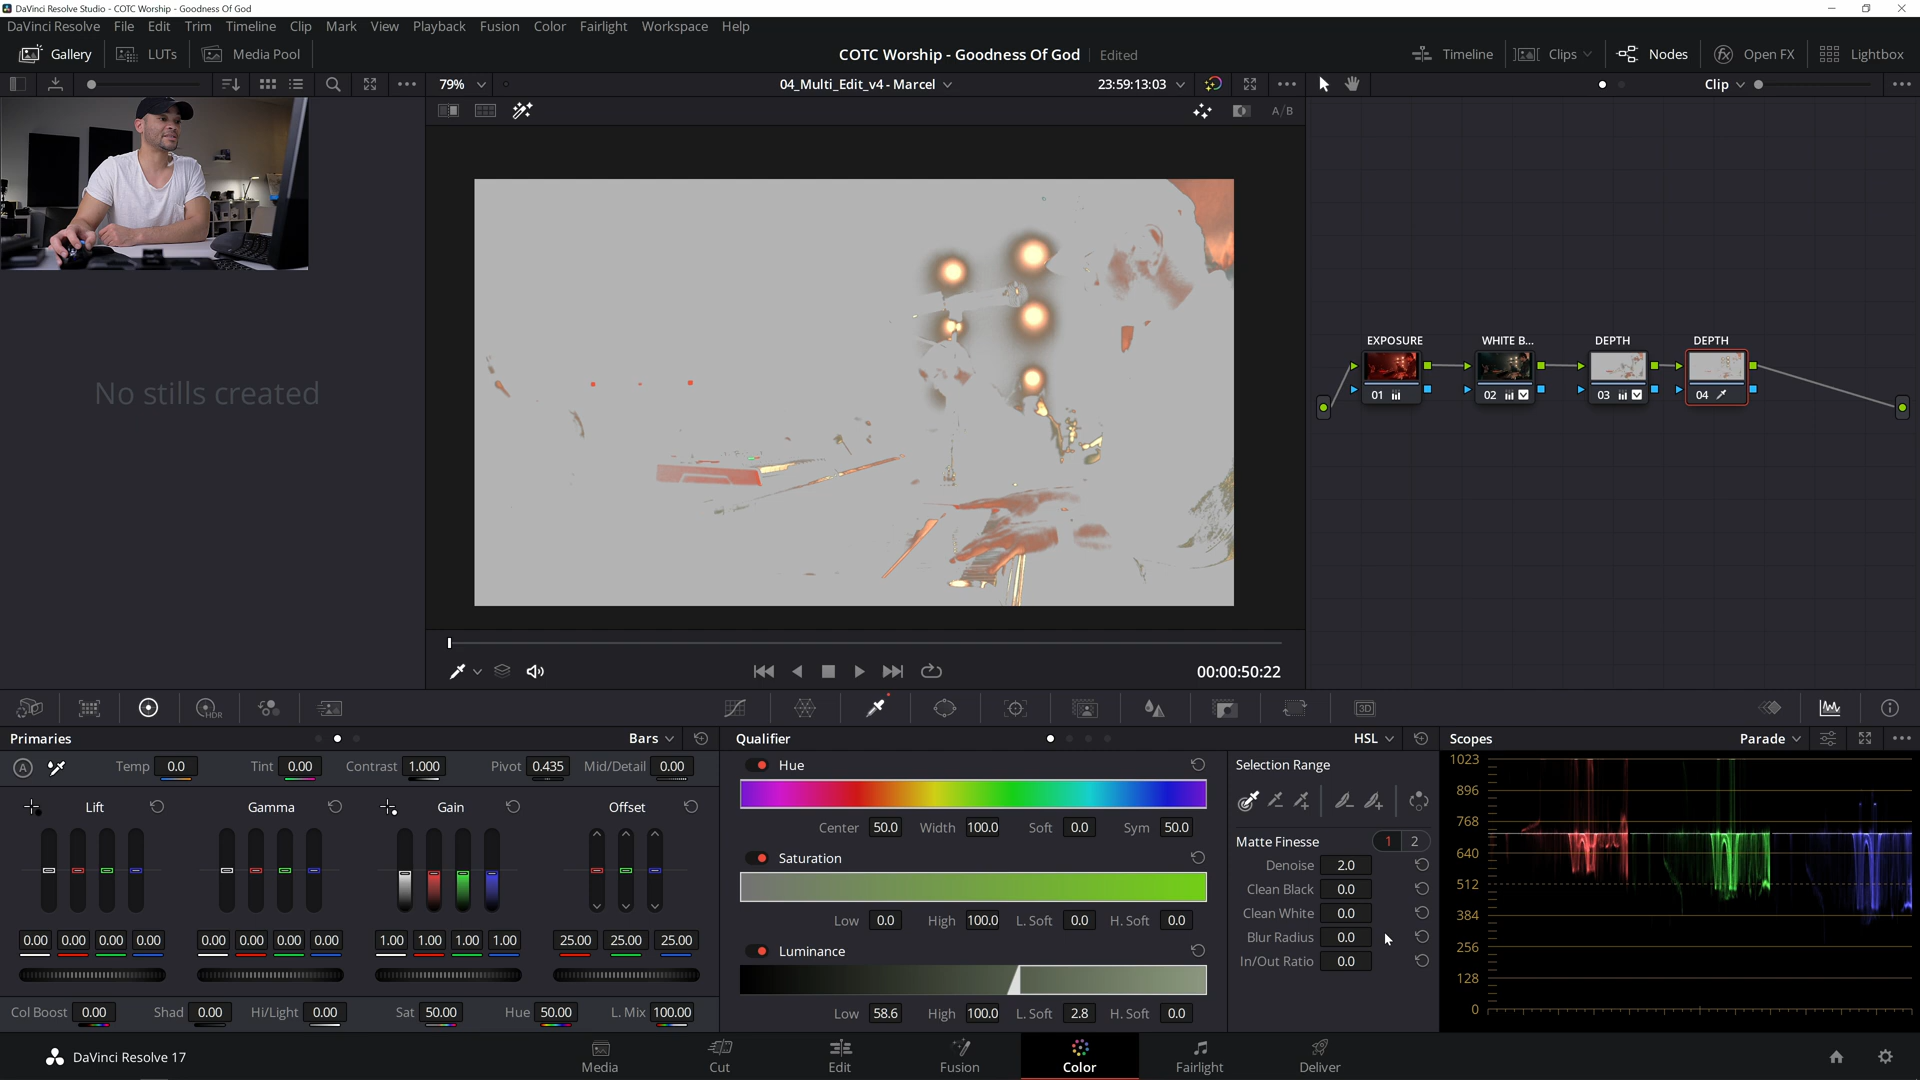 DaVinci Resolve Studio - COTC Worship - Goodness Of God
DaVinci Resolve File Edit Trim Timeline Clip Mark View Playback Fusion Color Fairlight Workspace Help
Gallery LUTs Media Pool COTC Worship - Goodness Of God Edited Timeline Clips Nodes Open FX Lightbox
79% 04_Multi_Edit_v4 - Marcel 23:59:13:03 Clip
A/B
No stills created
EXPOSURE WHITE B... DEPTH DEPTH
01 02 03 04
00:00:50:22
HDR 3D
Primaries Bars Qualifier HSL Scopes Parade
A Temp 0.0 Tint 0.00 Contrast 1.000 Pivot 0.435 Mid/Detail 0.00
Lift Gamma Gain Offset
0.00 0.00 0.00 0.00 0.00 0.00 0.00 0.00 1.00 1.00 1.00 1.00 25.00 25.00 25.00
Col Boost 0.00 Shad 0.00 Hi/Light 0.00 Sat 50.00 Hue 50.00 L. Mix 100.00
Hue
Center 50.0 Width 100.0 Soft 0.0 Sym 50.0
Saturation
Low 0.0 High 100.0 L. Soft 0.0 H. Soft 0.0
Luminance
Low 58.6 High 100.0 L. Soft 2.8 H. Soft 0.0
Selection Range
Matte Finesse 1 2
Denoise 2.0
Clean Black 0.0
Clean White 0.0
Blur Radius 0.0
In/Out Ratio 0.0
1023
896
768
640
512
384
256
128
0
DaVinci Resolve 17 Media Cut Edit Fusion Color Fairlight Deliver